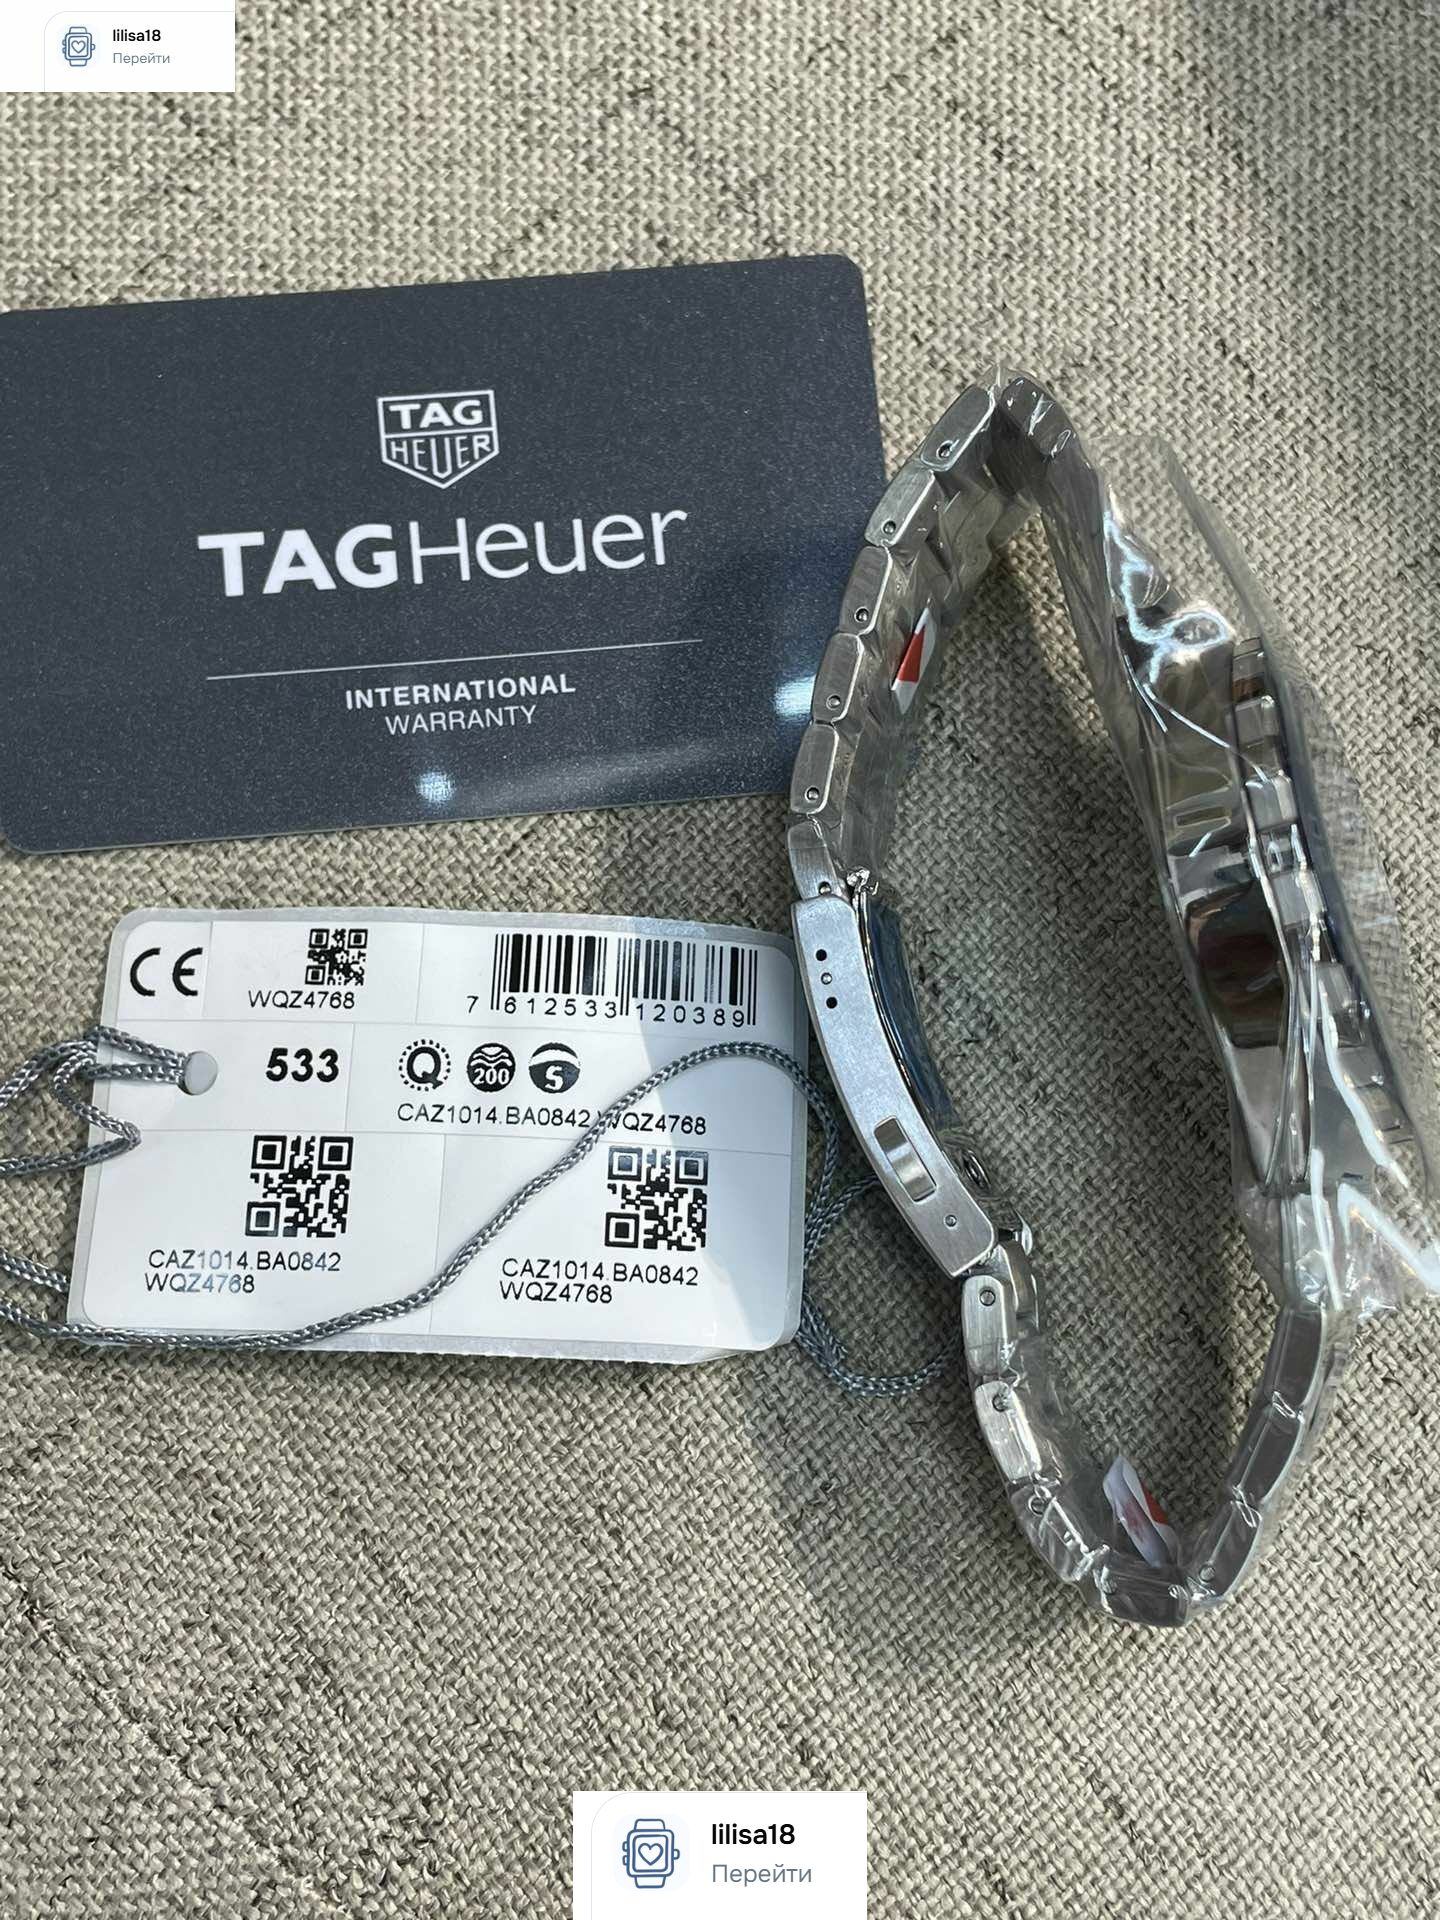 lilisa18
Перейти
TAG
HEUER
TAGHeuer
INTERNATIONAL
WARRANTY
CE
WQZ4768
7 612533 120389
533
Q
200
S
CAZ1014.BA0842 WQZ4768
CAZ1014.BA0842
WQZ4768
CAZ1014.BA0842
WQZ4768
lilisa18
Перейти